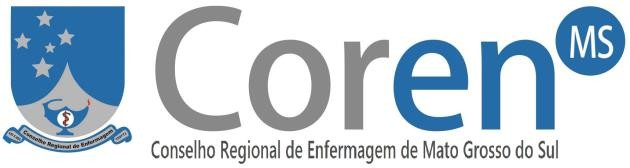 Coren MS
Conselho Regional de Enfermagem de Mato Grosso do Sul
Conselho Regional de Enfermagem